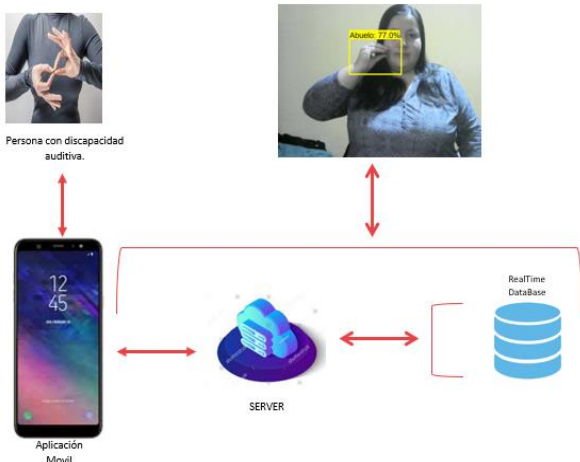 Abuelo: 77.0%
Persona con discapacidad
auditiva.
12
45
RealTime
DataBase
SERVER
Aplicación
Movil